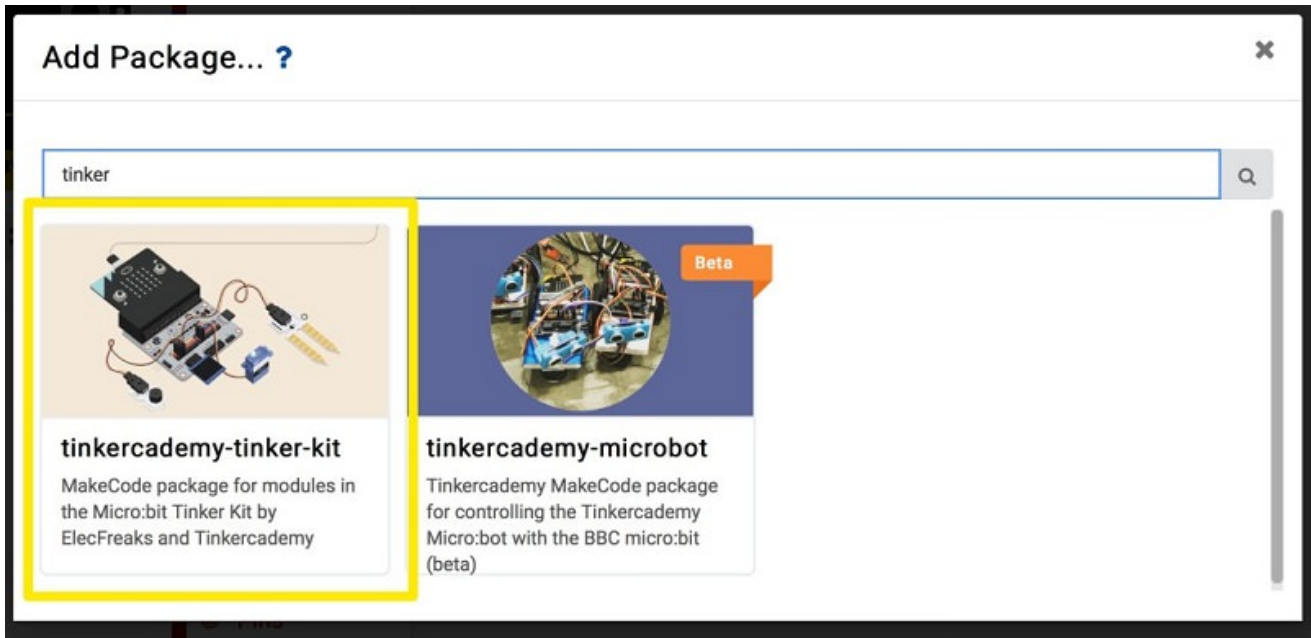 Add Package... ?
tinker
Beta
tinkercademy-tinker-kit
MakeCode package for modules in
the Micro:bit Tinker Kit by
ElecFreaks and Tinkercademy
tinkercademy-microbot
Tinkercademy MakeCode package
for controlling the Tinkercademy
Micro:bot with the BBC micro:bit
(beta)